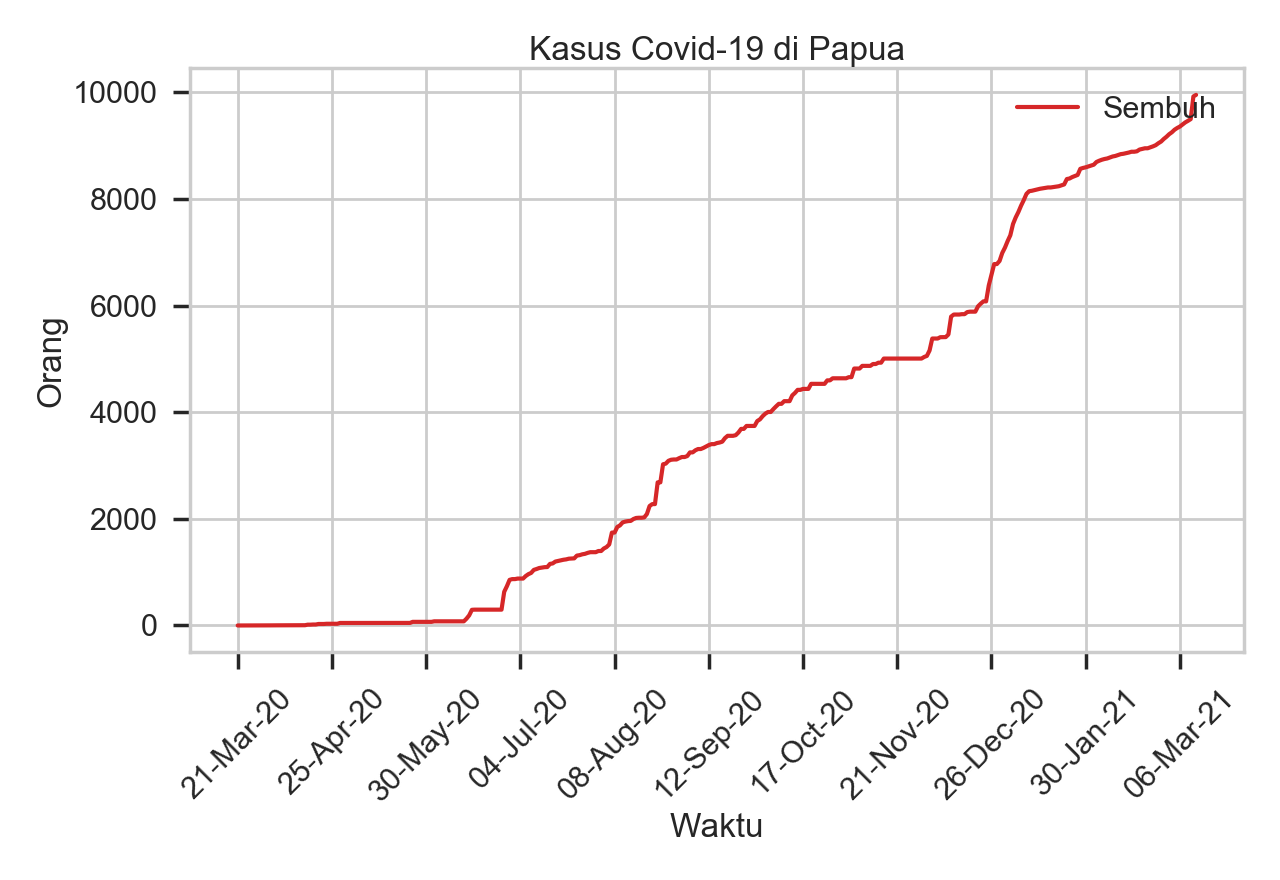 Kasus Covid-19 di Papua
Sembuh
10000
8000
6000
4000
2000
0
Orang
21-Mar-20
25-Apr-20
30-May-20
04-Jul-20
08-Aug-20
12-Sep-20
17-Oct-20
21-Nov-20
26-Dec-20
30-Jan-21
06-Mar-21
Waktu